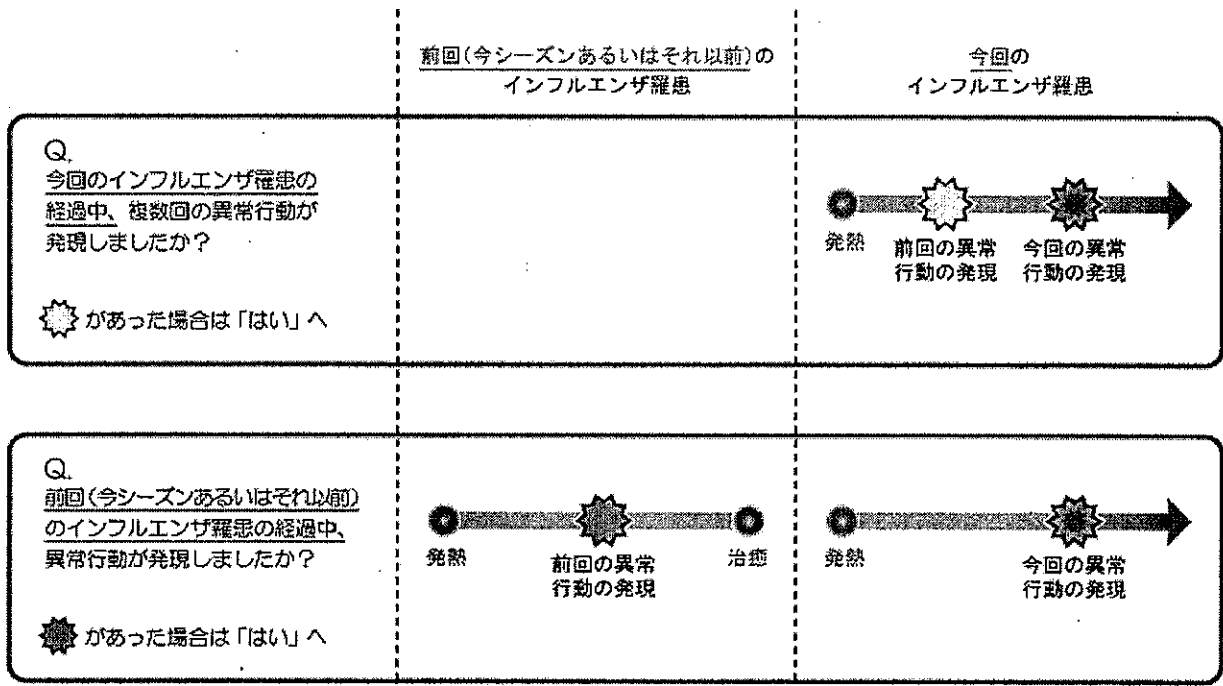 前回(今シーズンあるいはそれ以前)の
インフルエンザ罹患
今回の
インフルエンザ罹患
Q.
今回のインフルエンザ罹患の
経過中、複数回の異常行動が
発現しましたか?
があった場合は「はい」へ
発熱
前回の異常
行動の発現
今回の異常
行動の発現
Q.
前回(今シーズンあるいはそれ以前)
のインフルエンザ罹患の経過中、
異常行動が発現しましたか?
があった場合は「はい」へ
発熱
前回の異常
行動の発現
治癒
発熱
今回の異常
行動の発現